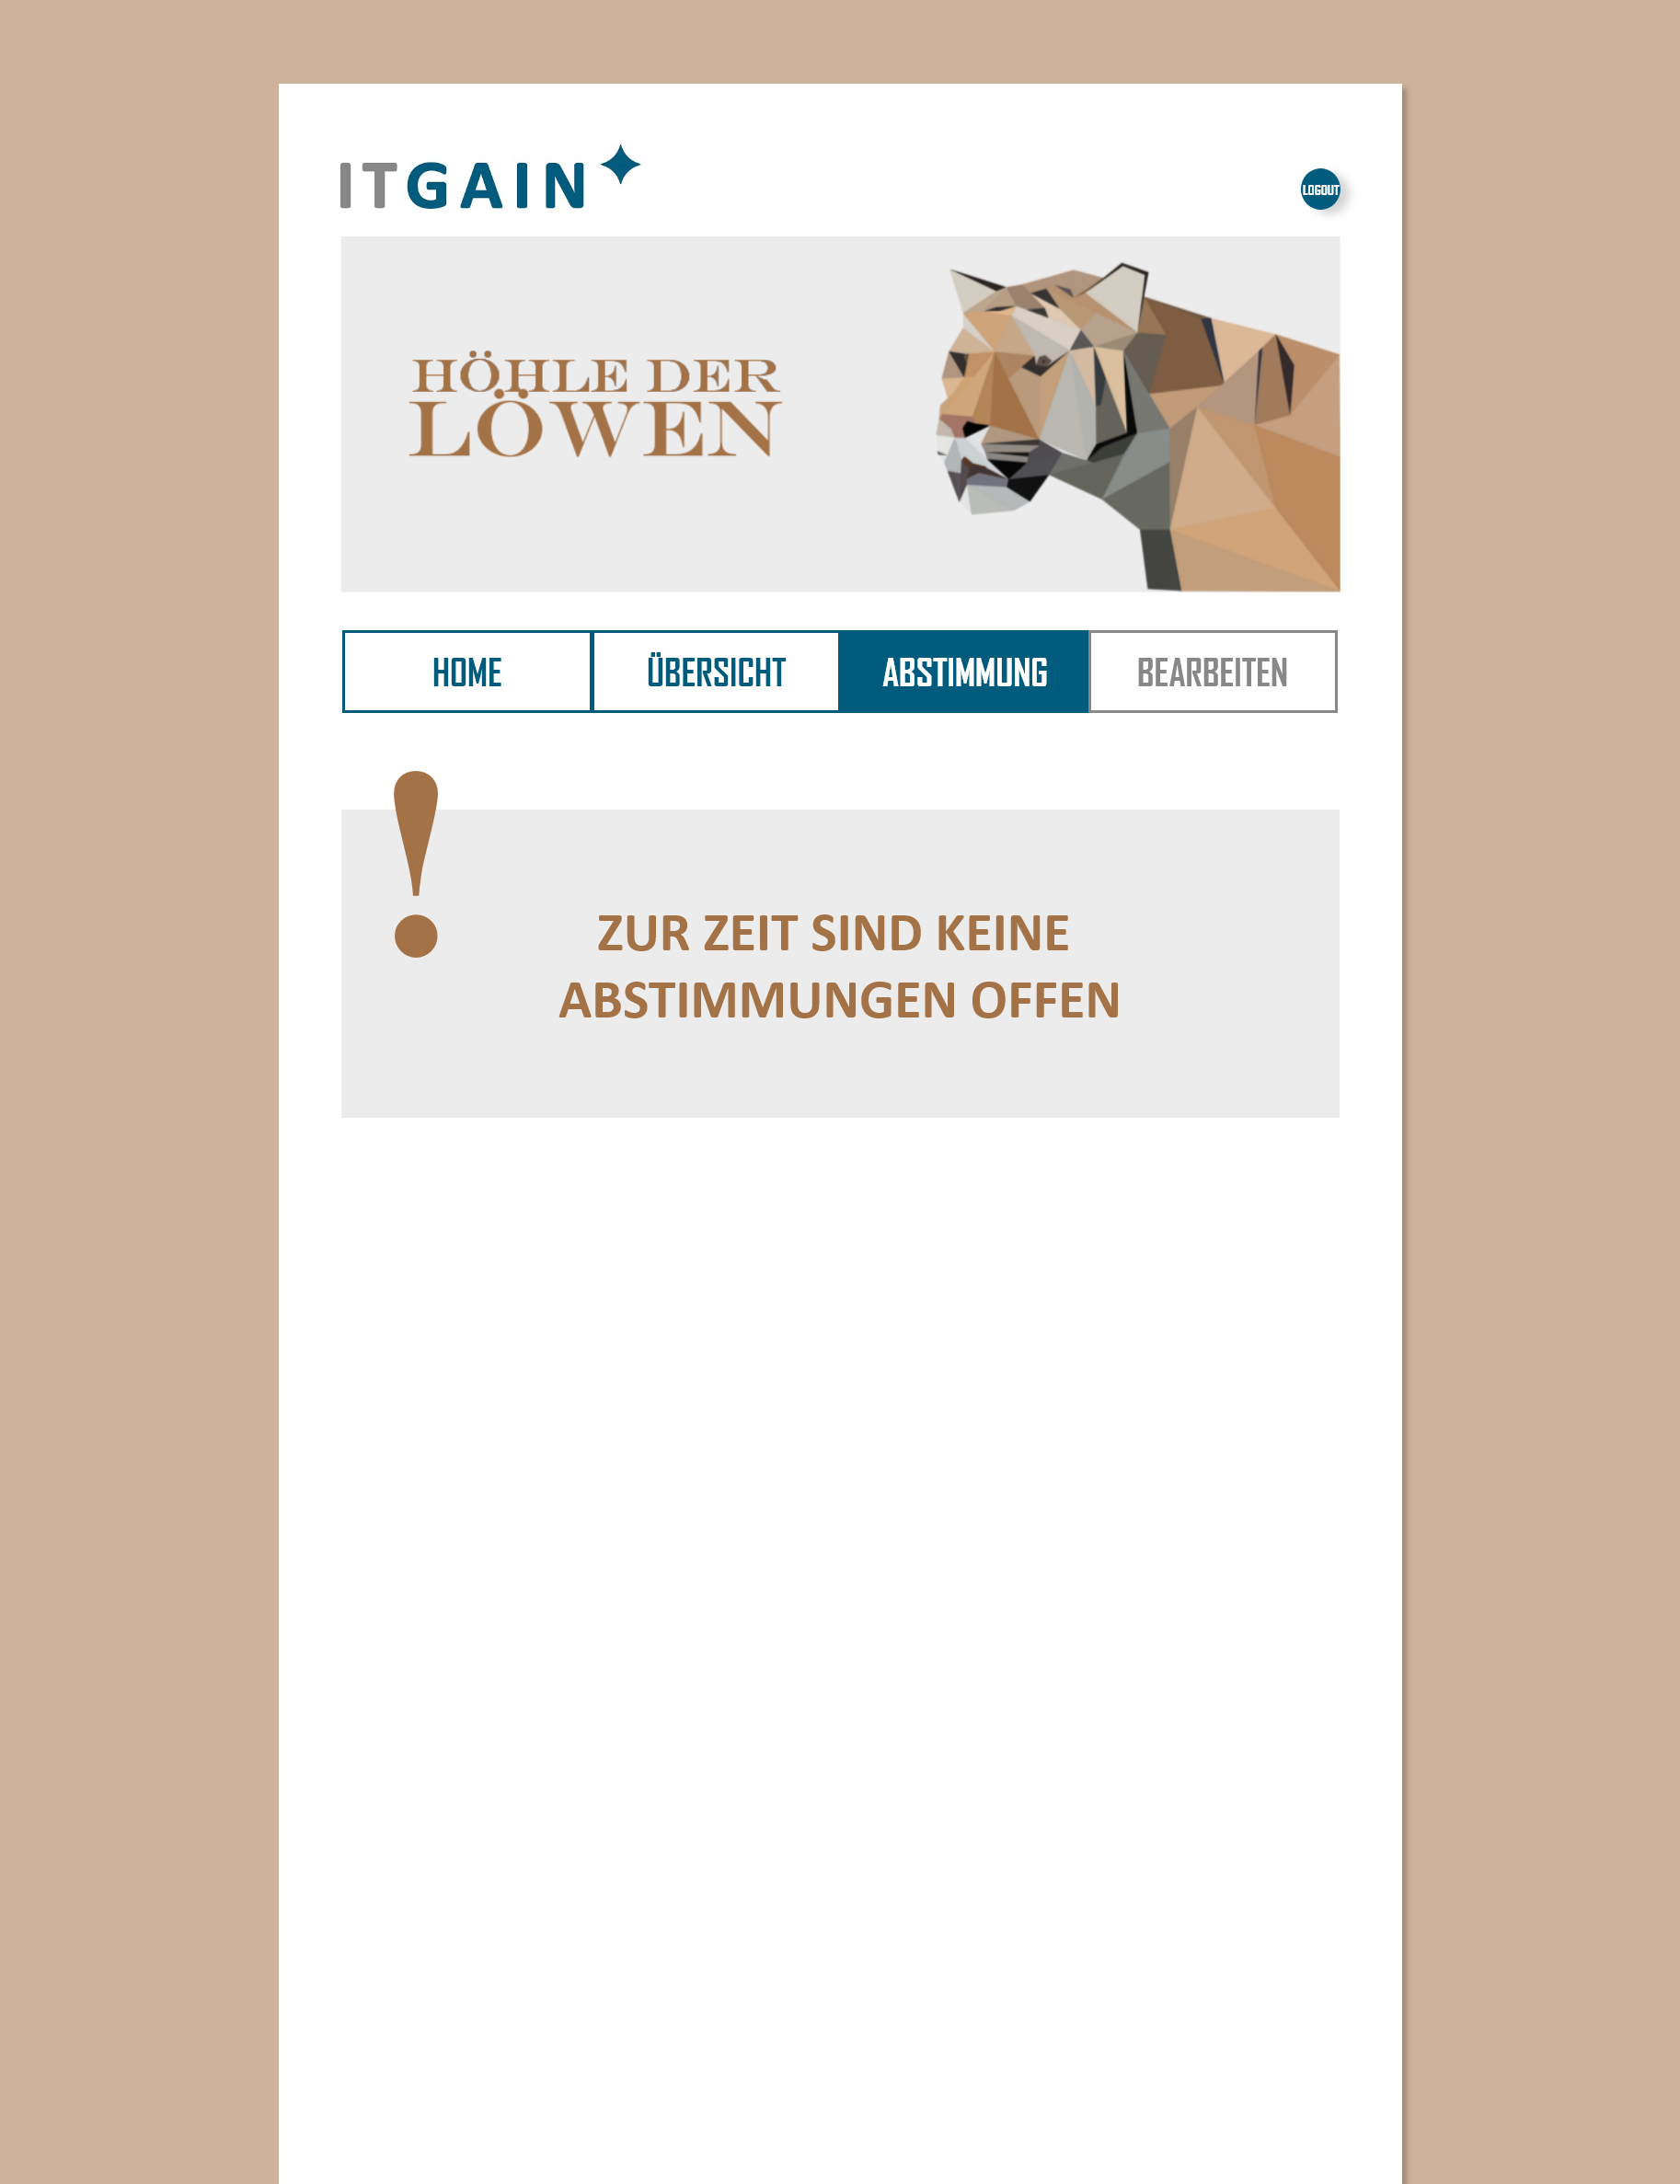 ITGAIN
LOGOUT
HÖHLE DER
LÖWEN
HOME
ÜBERSICHT
ABSTIMMUNG
BEARBEITEN
!
ZUR ZEIT SIND KEINE
ABSTIMMUNGEN OFFEN